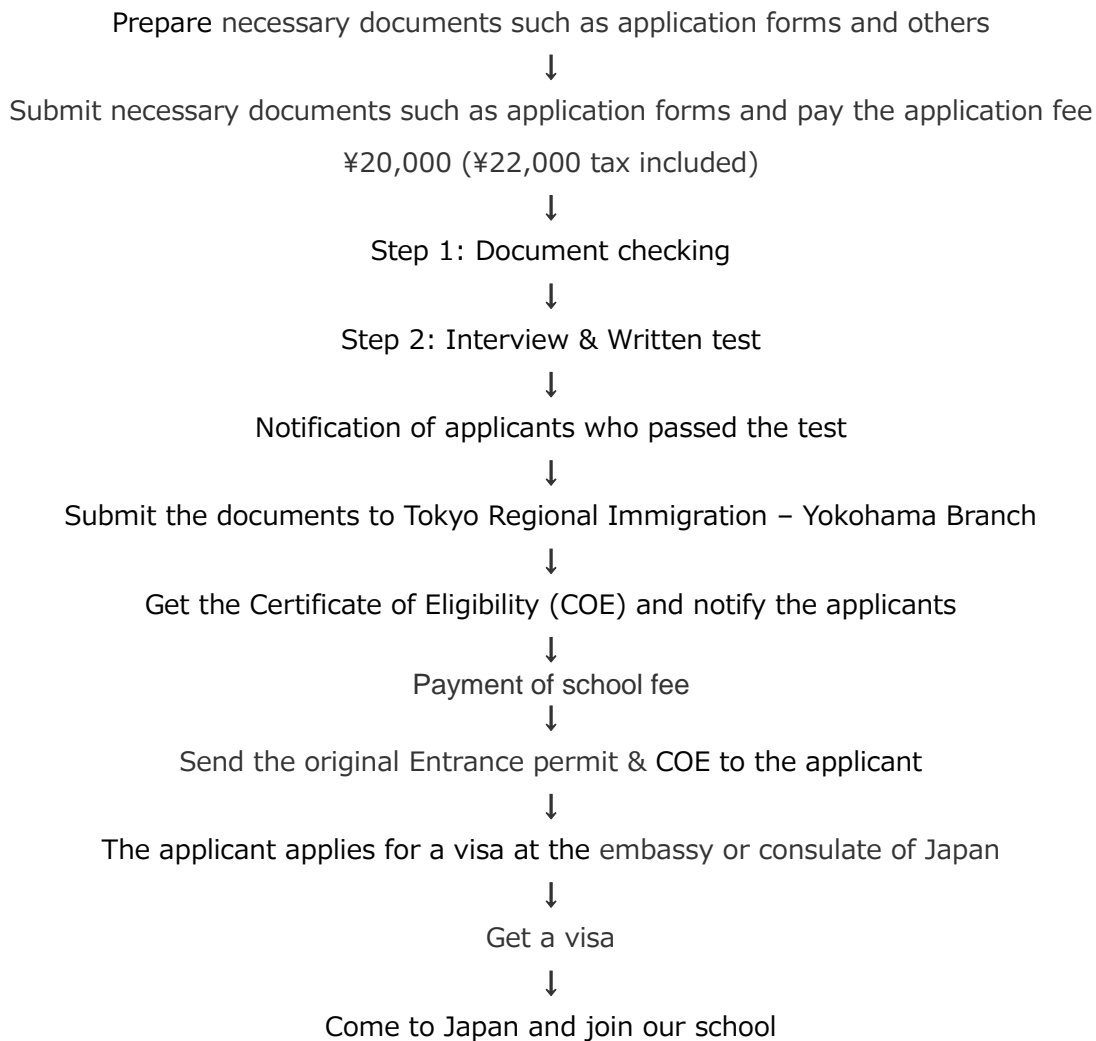 Prepare necessary documents such as application forms and others
↓
Submit necessary documents such as application forms and pay the application fee
¥20,000 (¥22,000 tax included)
↓
Step 1: Document checking
↓
Step 2: Interview & Written test
↓
Notification of applicants who passed the test
↓
Submit the documents to Tokyo Regional Immigration – Yokohama Branch
↓
Get the Certificate of Eligibility (COE) and notify the applicants
↓
Payment of school fee
↓
Send the original Entrance permit & COE to the applicant
↓
The applicant applies for a visa at the embassy or consulate of Japan
↓
Get a visa
↓
Come to Japan and join our school